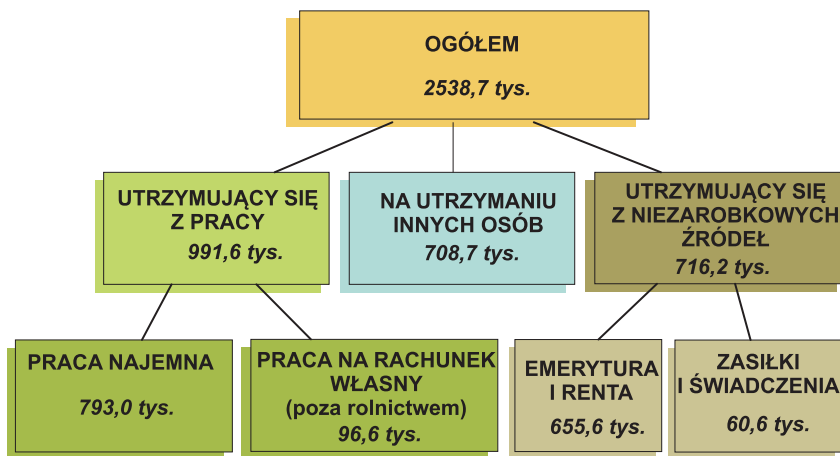 OGÓŁEM
2538,7 tys.
UTRZYMUJĄCY SIĘ
Z PRACY
991,6 tys.
NA UTRZYMANIU
INNYCH OSÓB
708,7 tys.
UTRZYMUJĄCY SIĘ
Z NIEZAROBKOWYCH
ŹRÓDEŁ
716,2 tys.
PRACA NAJEMNA
793,0 tys.
PRACA NA RACHUNEK
WŁASNY
(poza rolnictwem)
96,6 tys.
EMERYTURA
I RENTA
655,6 tys.
ZASIŁKI
I ŚWIADCZENIA
60,6 tys.